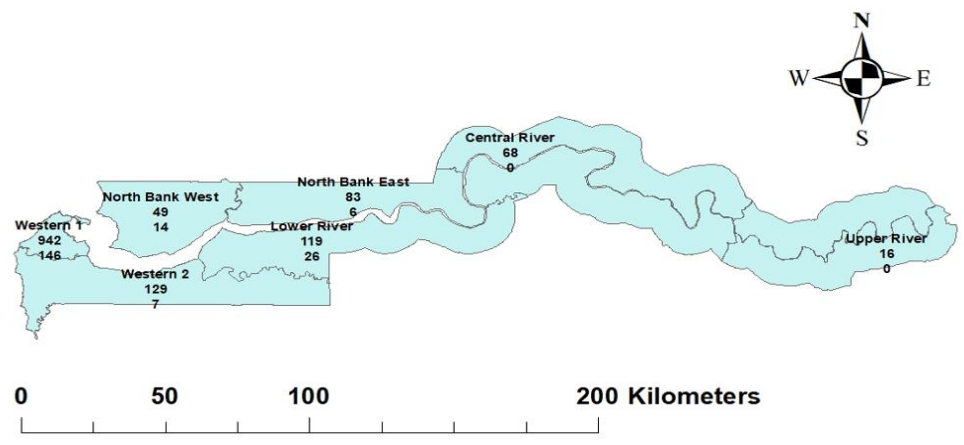 N
W E
S
Central River
68
0
North Bank West
49
14
North Bank East
83
6
Western 1
942
146
Lower River
119
26
Upper River
16
0
Western 2
129
7
0 50 100 200 Kilometers